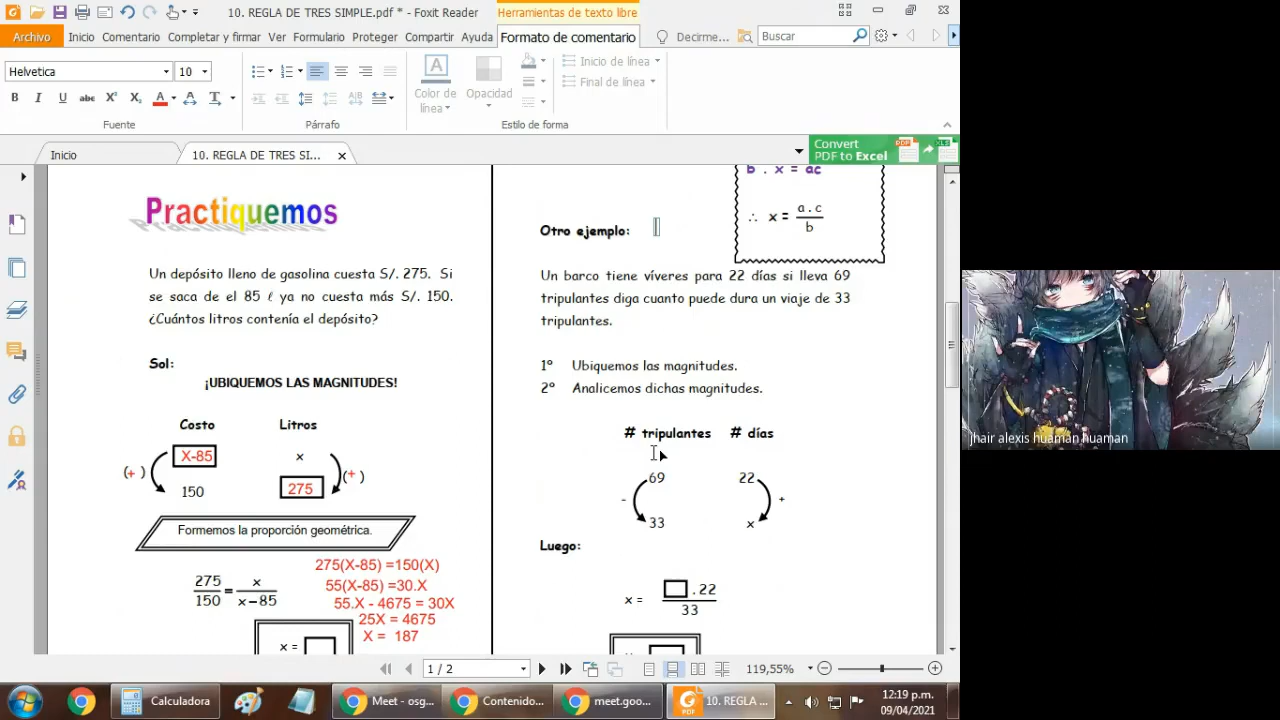 10. REGLA DE TRES SIMPLE.pdf * - Foxit Reader
Herramientas de texto libre
Archivo
Inicio
Comentario
Completar y firmar
Ver
Formulario
Proteger
Compartir
Ayuda
Formato de comentario
Decirme...
Buscar
Helvetica
10
Color de línea
Opacidad
Inicio de línea
Final de línea
Fuente
Párrafo
Estilo de forma
Inicio
10. REGLA DE TRES SI...
Convert
PDF to Excel
Practiquemos
Un depósito lleno de gasolina cuesta S/. 275. Si
se saca de el 85 ℓ ya no cuesta más S/. 150.
¿Cuántos litros contenía el depósito?
Sol:
¡UBIQUEMOS LAS MAGNITUDES!
Costo Litros
X-85 x
(+) (+)
150 275
Formemos la proporción geométrica.
275/150 = x/x-85
275(X-85) =150(X)
55(X-85) =30.X
55.X - 4675 = 30X
25X = 4675
X = 187
x =
b . x = ac
∴ x = a . c / b
Otro ejemplo:
Un barco tiene víveres para 22 días si lleva 69
tripulantes diga cuanto puede dura un viaje de 33
tripulantes.
1° Ubiquemos las magnitudes.
2° Analicemos dichas magnitudes.
# tripulantes # días
69 22
- +
33 x
Luego:
x = . 22 / 33
1 / 2
119,55%
Calculadora
Meet - osg...
Contenido...
meet.goo...
10. REGLA ...
12:19 p.m.
09/04/2021
jhair alexis huaman huaman